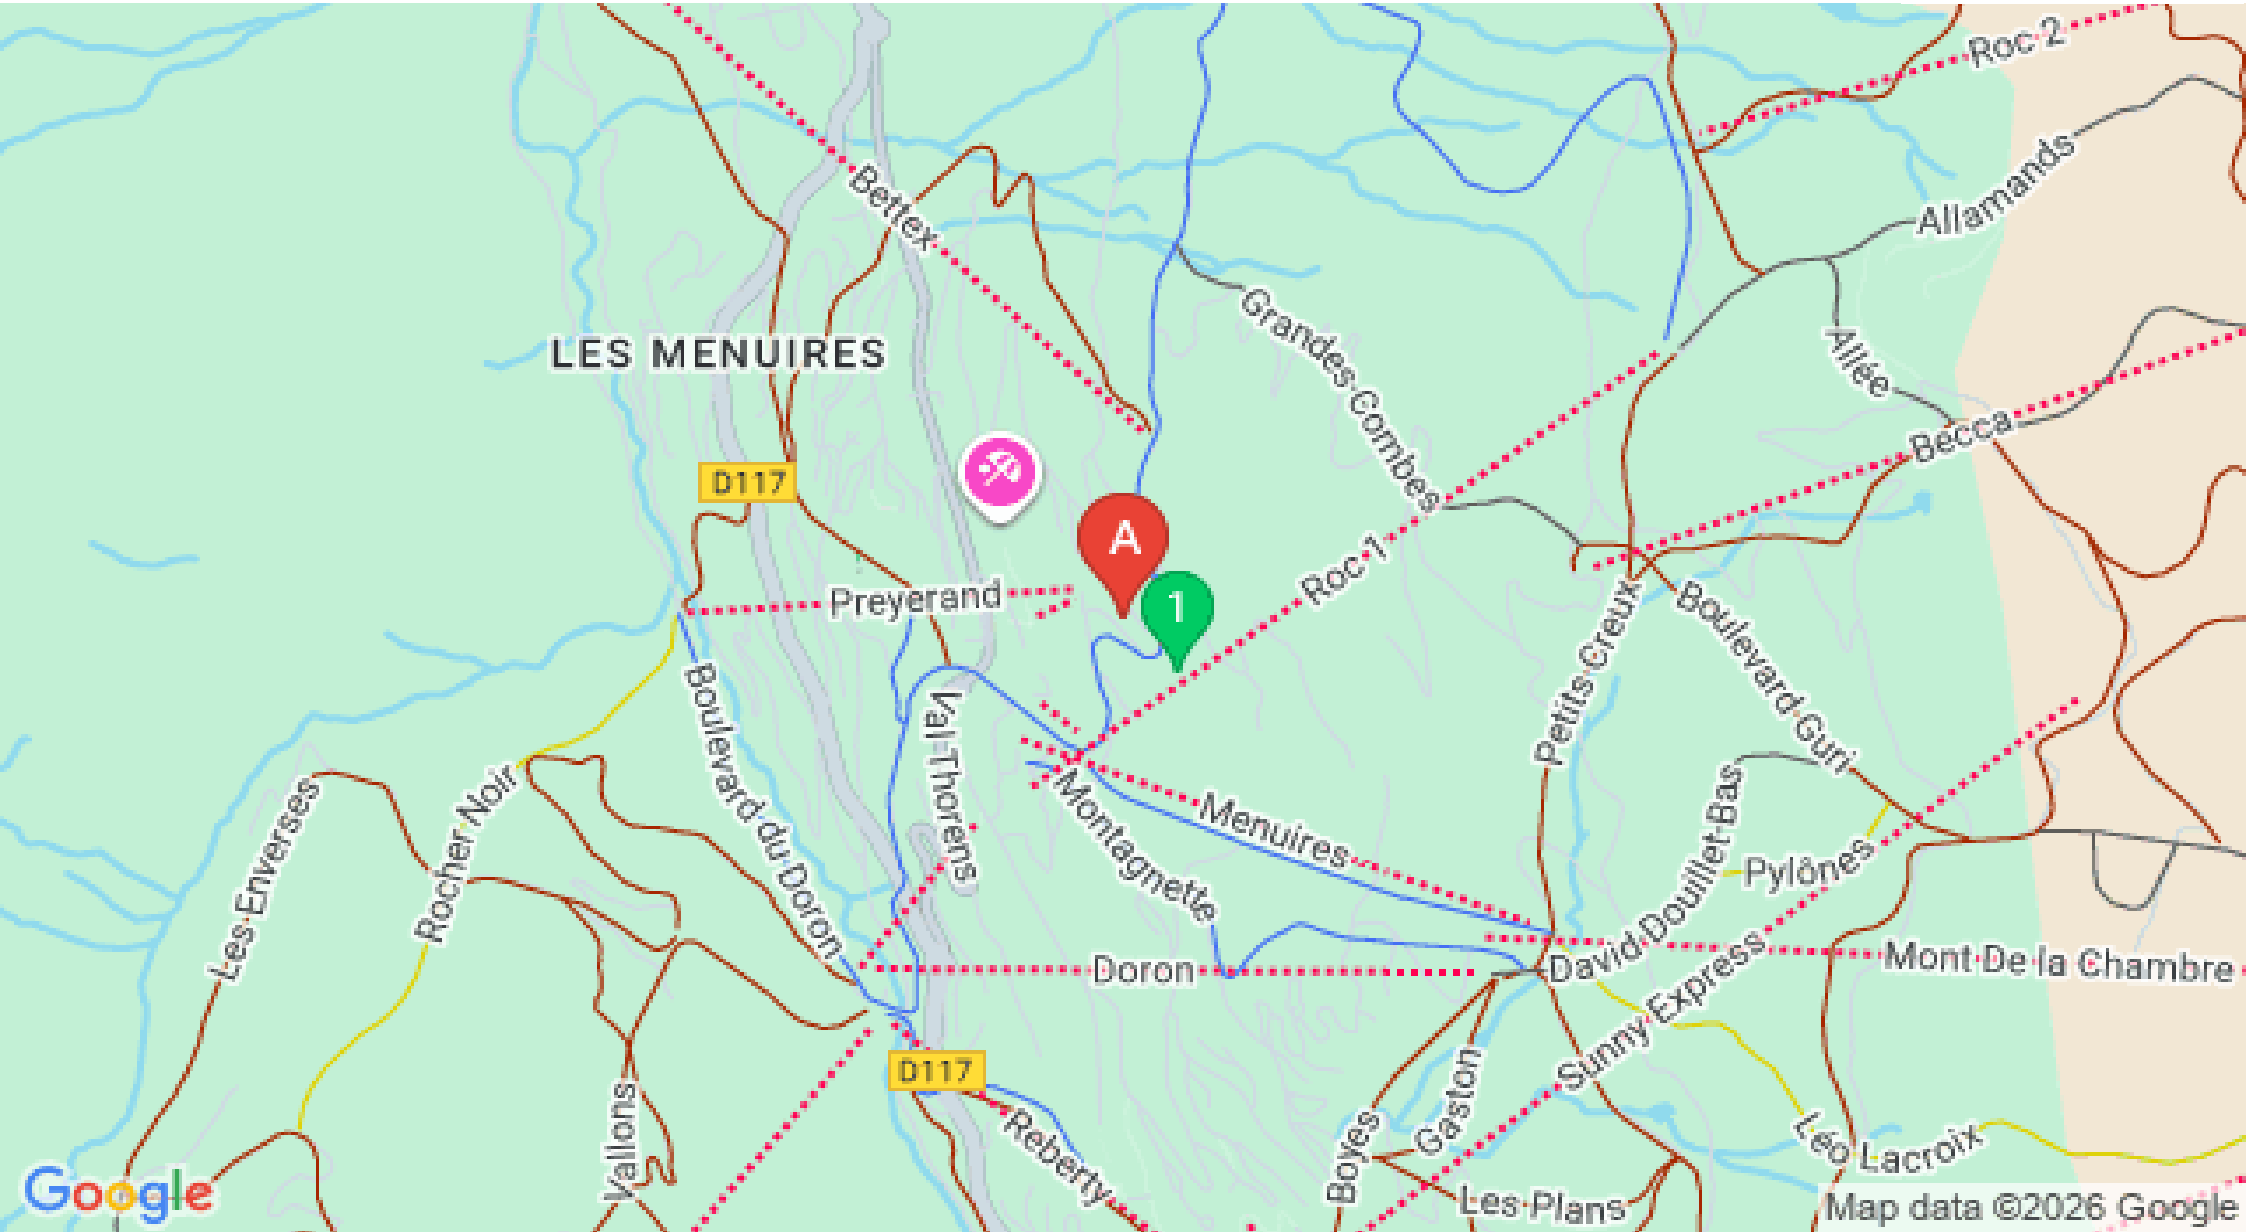 Roc 2
Allamands
Bettex
Grandes Combes
LES MENUIRES
Allée
Becca
D117
A
Roc 1
Preyerand
1
Petits Creux
Boulevard Guri
Boulevard du Doron
Val Thorens
Rocher Noir
Les Enverses
Montagnette
Menuires
David Douillet Bas
Pylônes
Doron
Mont De la Chambre
Sunny Express
D117
Vallons
Reberty
Boyes
Gaston
Léo Lacroix
Les Plans
Google
Map data ©2026 Google